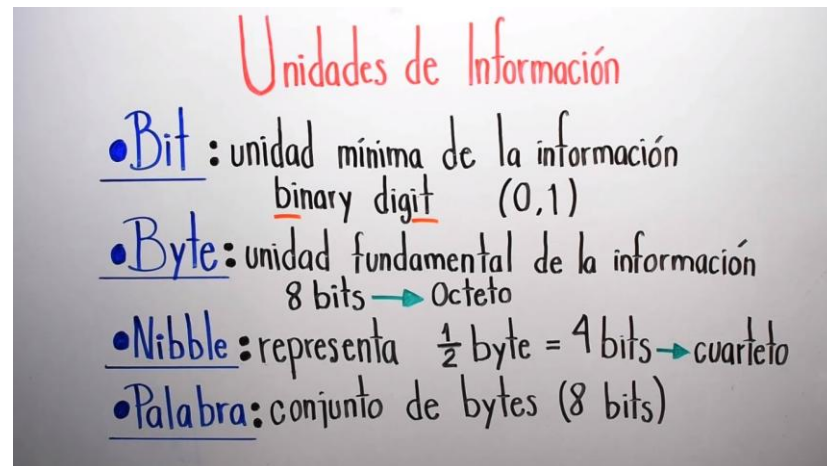 Unidades de Información
•Bit : unidad mínima de la información
binary digit (0,1)
•Byte: unidad fundamental de la información
8 bits → Octeto
•Nibble : representa ½ byte = 4 bits → cuarteto
•Palabra: conjunto de bytes (8 bits)